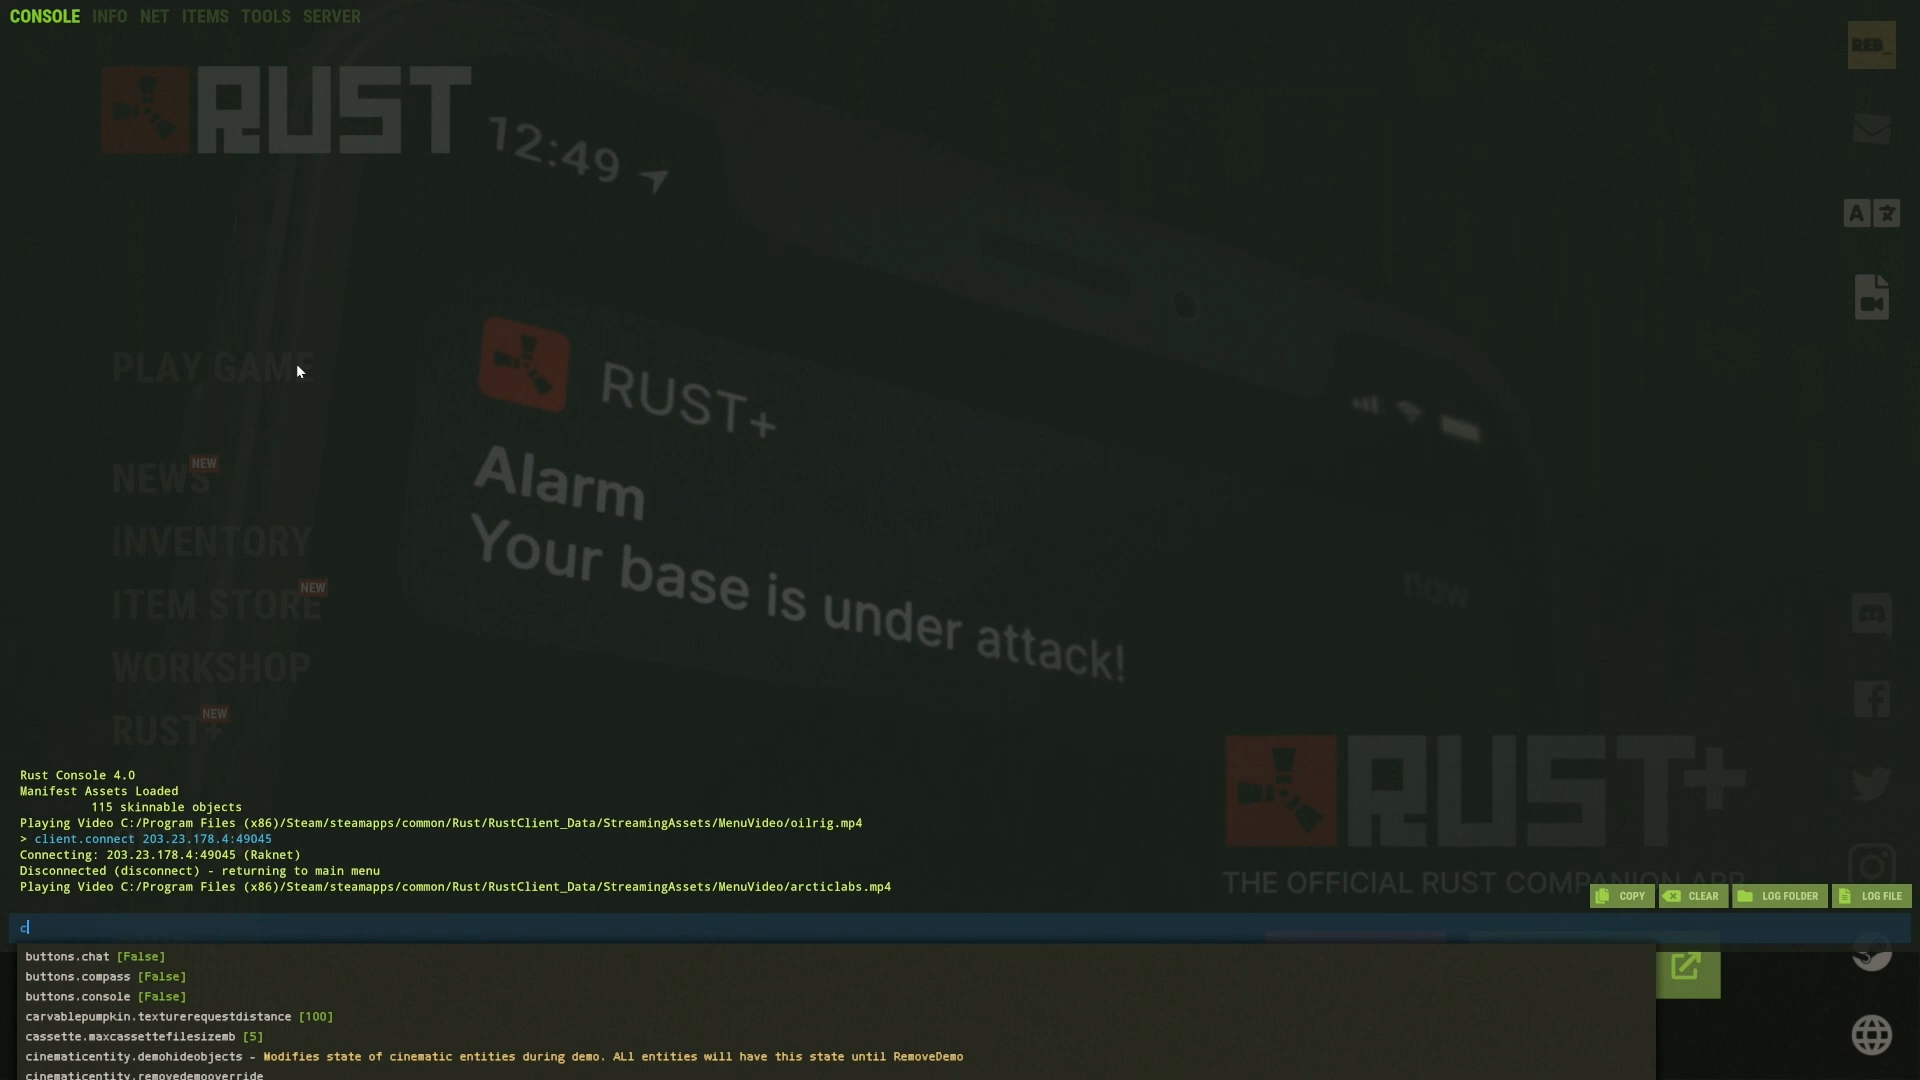 CONSOLE INFO NET ITEMS TOOLS SERVER
REB_
RUST
12:49
A
PLAY GAME
RUST+
Alarm
Your base is under attack!
now
NEWS NEW
INVENTORY
ITEM STORE NEW
WORKSHOP
RUST+ NEW
RUST+
THE OFFICIAL RUST COMPANION APP
Rust Console 4.0
Manifest Assets Loaded
115 skinnable objects
Playing Video C:/Program Files (x86)/Steam/steamapps/common/Rust/RustClient_Data/StreamingAssets/MenuVideo/oilrig.mp4
> client.connect 203.23.178.4:49045
Connecting: 203.23.178.4:49045 (Raknet)
Disconnected (disconnect) - returning to main menu
Playing Video C:/Program Files (x86)/Steam/steamapps/common/Rust/RustClient_Data/StreamingAssets/MenuVideo/arcticlabs.mp4
COPY CLEAR LOG FOLDER LOG FILE
c
buttons.chat [False]
buttons.compass [False]
buttons.console [False]
carvablepumpkin.texturerequestdistance [100]
cassette.maxcassettefilesizemb [5]
cinematicentity.demohideobjects - Modifies state of cinematic entities during demo. ALl entities will have this state until RemoveDemo
cinematicentity.removedemooverride